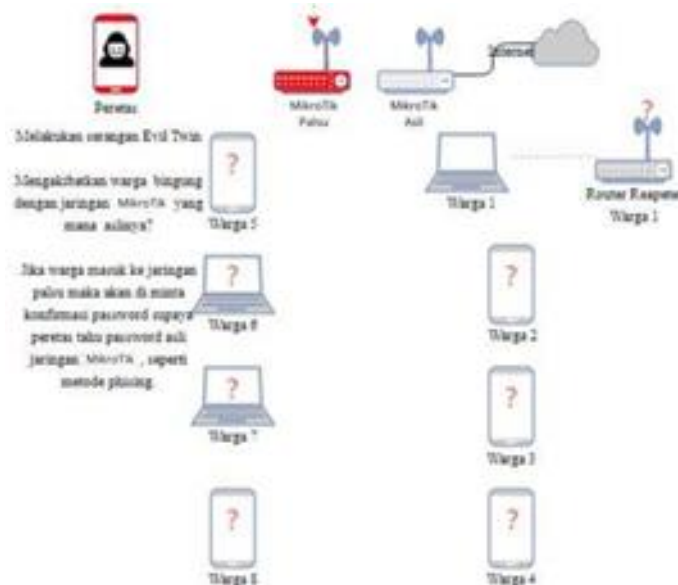 Internet
Peretas
MikroTik
Palsu
MikroTik
Asli
Melakukan serangan Evil Twin
Mengakibatkan warga bingung
dengan jaringan MikroTik yang
mana aslinya?
Jika warga masuk ke jaringan
palsu maka akan di minta
konfirmasi password supaya
peretas tahu password asli
jaringan MikroTik , seperti
metode phising.
?
Warga 5
?
Warga 6
?
Warga 7
?
Warga 8
Warga 1
?
Router Reapeter
Warga 1
?
Warga 2
?
Warga 3
?
Warga 4